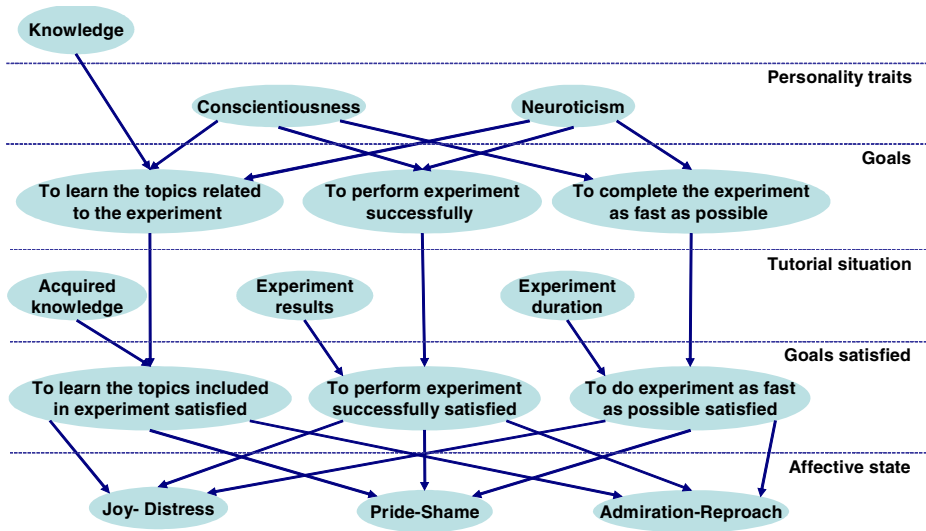 Knowledge
Personality traits
Conscientiousness
Neuroticism
Goals
To learn the topics related
to the experiment
To perform experiment
successfully
To complete the experiment
as fast as possible
Tutorial situation
Acquired
knowledge
Experiment
results
Experiment
duration
Goals satisfied
To learn the topics included
in experiment satisfied
To perform experiment
successfully satisfied
To do experiment as fast
as possible satisfied
Affective state
Joy- Distress
Pride-Shame
Admiration-Reproach